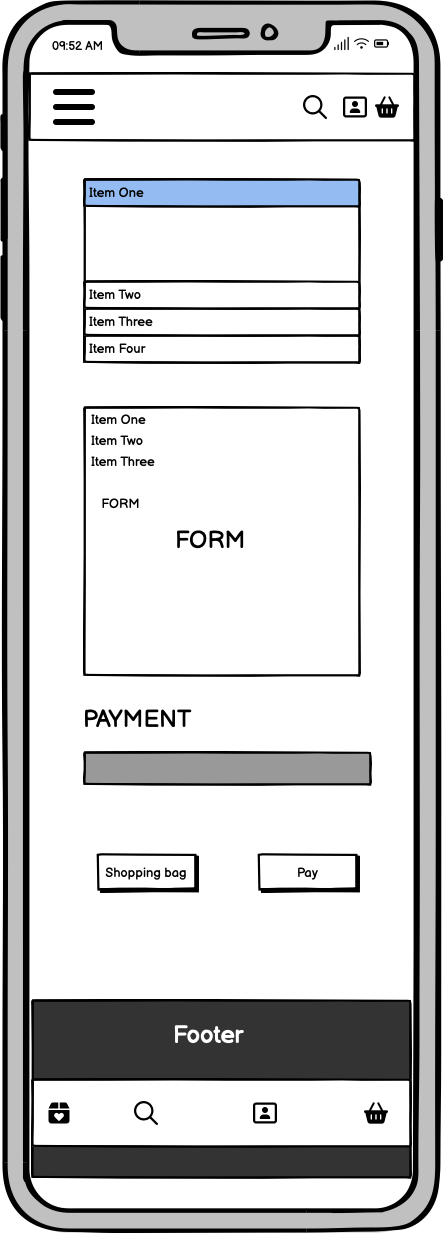 09:52 AM
Item One
Item Two
Item Three
Item Four
Item One
Item Two
Item Three
FORM
FORM
PAYMENT
Shopping bag
Pay
Footer